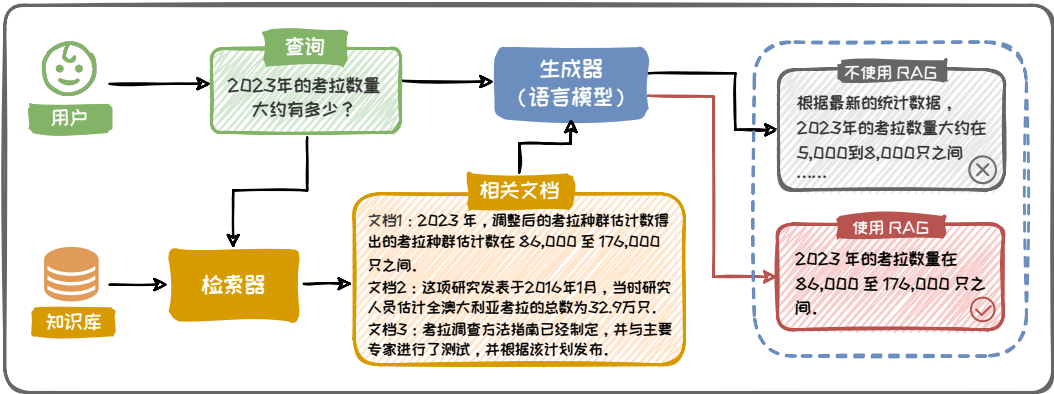 用户
查询
2023年的考拉数量
大约有多少？
生成器
（语言模型）
不使用 RAG
根据最新的统计数据，
2023年的考拉数量大约在
5,000到8,000只之间
……
知识库
检索器
相关文档
文档1：2023 年，调整后的考拉种群估计数得
出的考拉种群估计数在 86,000 至 176,000
只之间.
文档2：这项研究发表于2016年1月，当时研究
人员估计全澳大利亚考拉的总数为32.9万只.
文档3：考拉调查方法指南已经制定，并与主要
专家进行了测试，并根据该计划发布.
使用 RAG
2023 年的考拉数量在
86,000 至 176,000 只之
间.